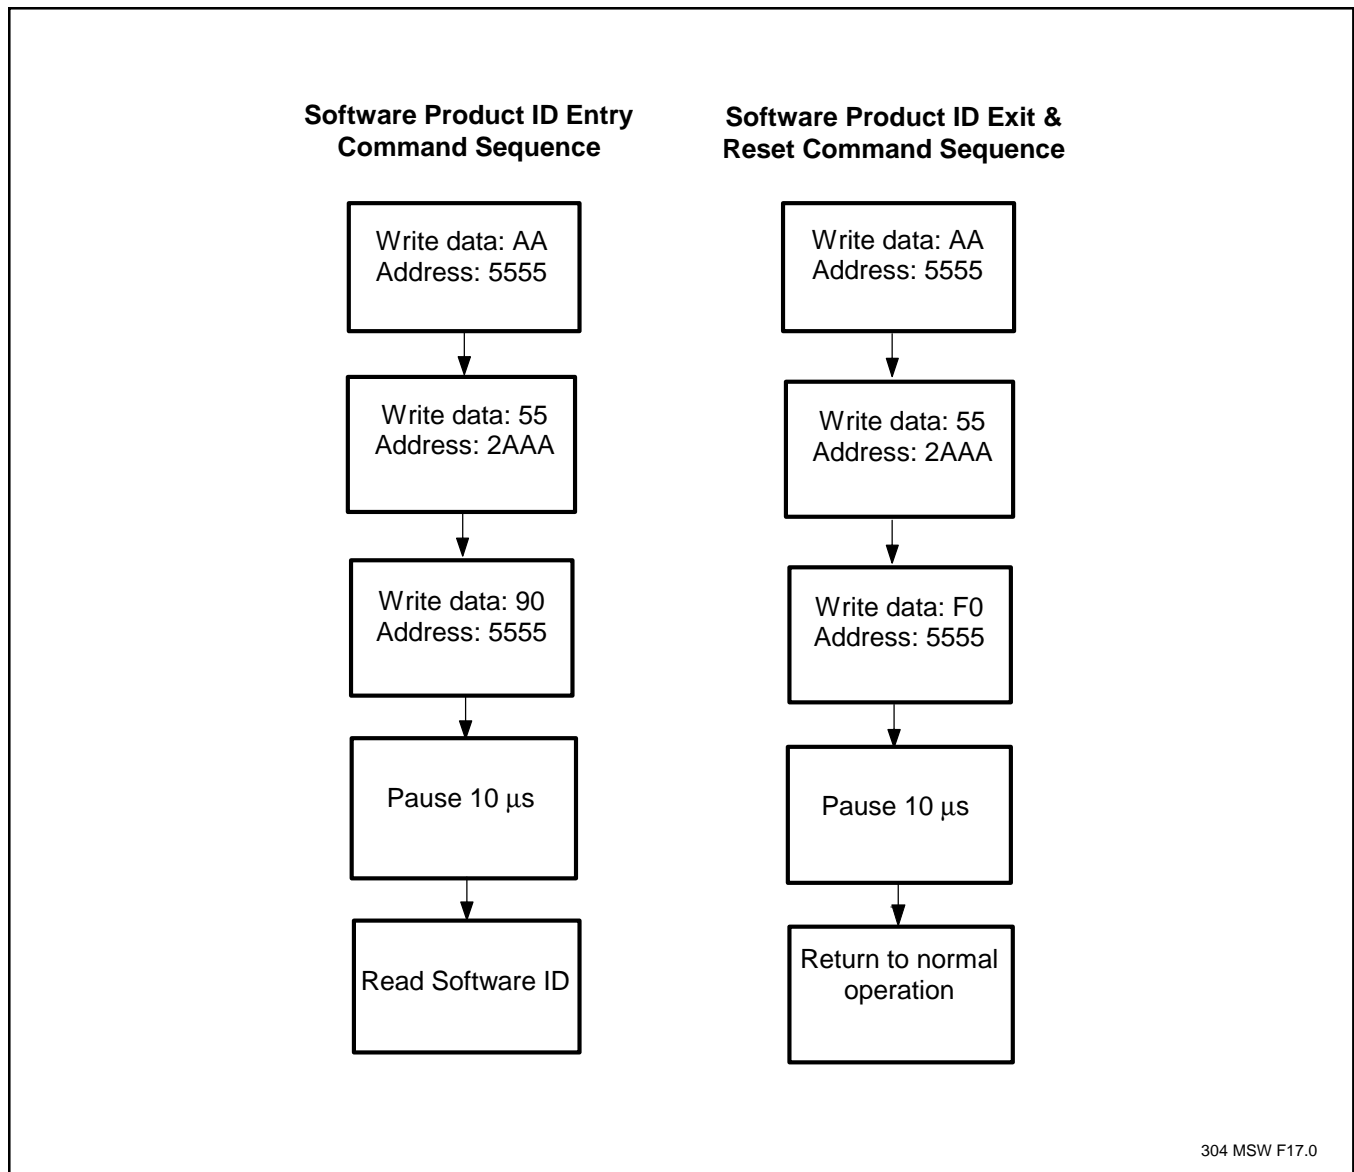 Software Product ID Entry
Command Sequence
Write data: AA
Address: 5555
Write data: 55
Address: 2AAA
Write data: 90
Address: 5555
Pause 10 μs
Read Software ID
Software Product ID Exit &
Reset Command Sequence
Write data: AA
Address: 5555
Write data: 55
Address: 2AAA
Write data: F0
Address: 5555
Pause 10 μs
Return to normal
operation
304 MSW F17.0